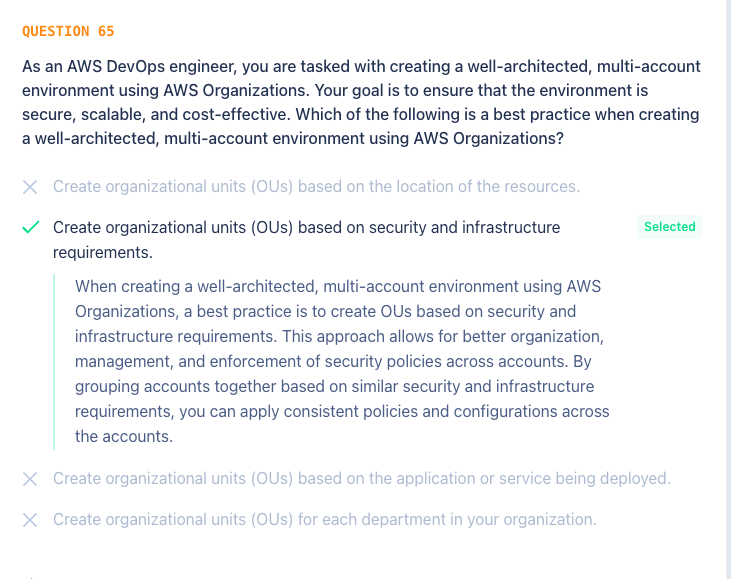 QUESTION 65
As an AWS DevOps engineer, you are tasked with creating a well-architected, multi-account
environment using AWS Organizations. Your goal is to ensure that the environment is
secure, scalable, and cost-effective. Which of the following is a best practice when creating
a well-architected, multi-account environment using AWS Organizations?
Create organizational units (OUs) based on the location of the resources.
Create organizational units (OUs) based on security and infrastructure
requirements.
Selected
When creating a well-architected, multi-account environment using AWS
Organizations, a best practice is to create OUs based on security and
infrastructure requirements. This approach allows for better organization,
management, and enforcement of security policies across accounts. By
grouping accounts together based on similar security and infrastructure
requirements, you can apply consistent policies and configurations across
the accounts.
Create organizational units (OUs) based on the application or service being deployed.
Create organizational units (OUs) for each department in your organization.